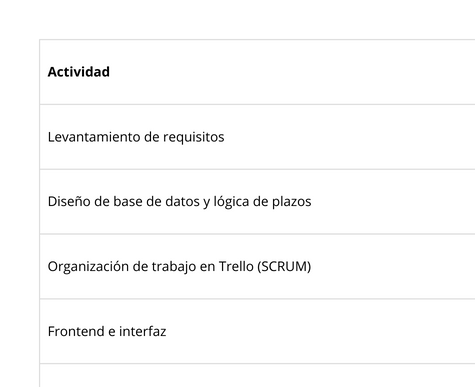 Actividad
Levantamiento de requisitos
Diseño de base de datos y lógica de plazos
Organización de trabajo en Trello (SCRUM)
Frontend e interfaz